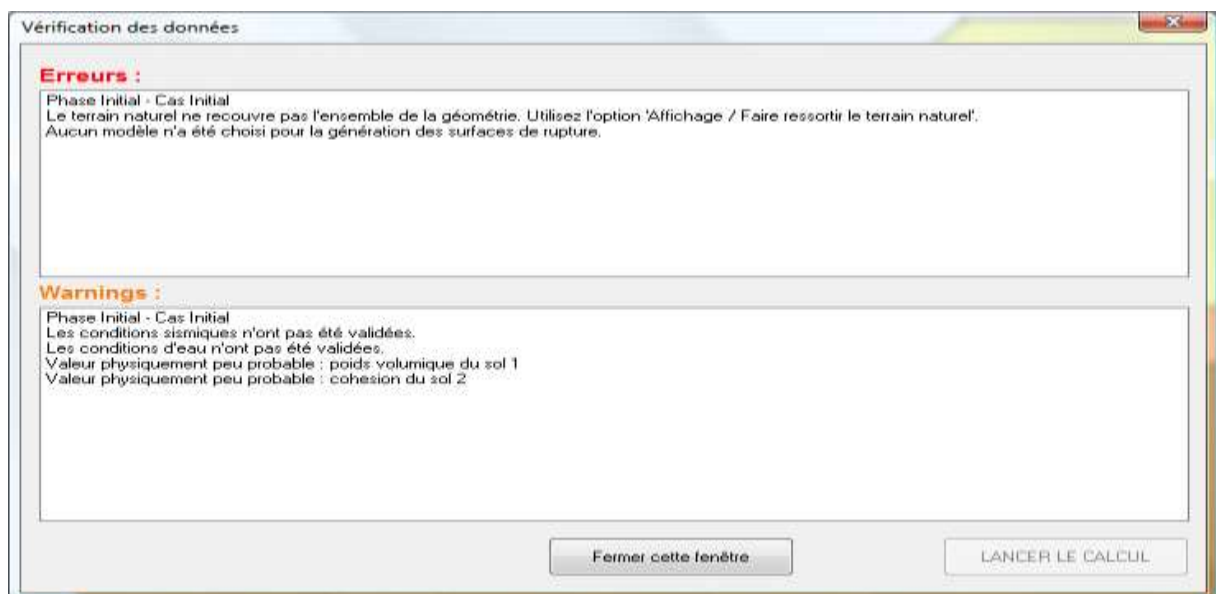 Vérification des données
Erreurs :
Phase Initial - Cas Initial
Le terrain naturel ne recouvre pas l'ensemble de la géométrie. Utilisez l'option 'Affichage / Faire ressortir le terrain naturel'.
Aucun modèle n'a été choisi pour la génération des surfaces de rupture.
Warnings :
Phase Initial - Cas Initial
Les conditions sismiques n'ont pas été validées.
Les conditions d'eau n'ont pas été validées.
Valeur physiquement peu probable : poids volumique du sol 1
Valeur physiquement peu probable : cohesion du sol 2
Fermer cette fenêtre
LANCER LE CALCUL